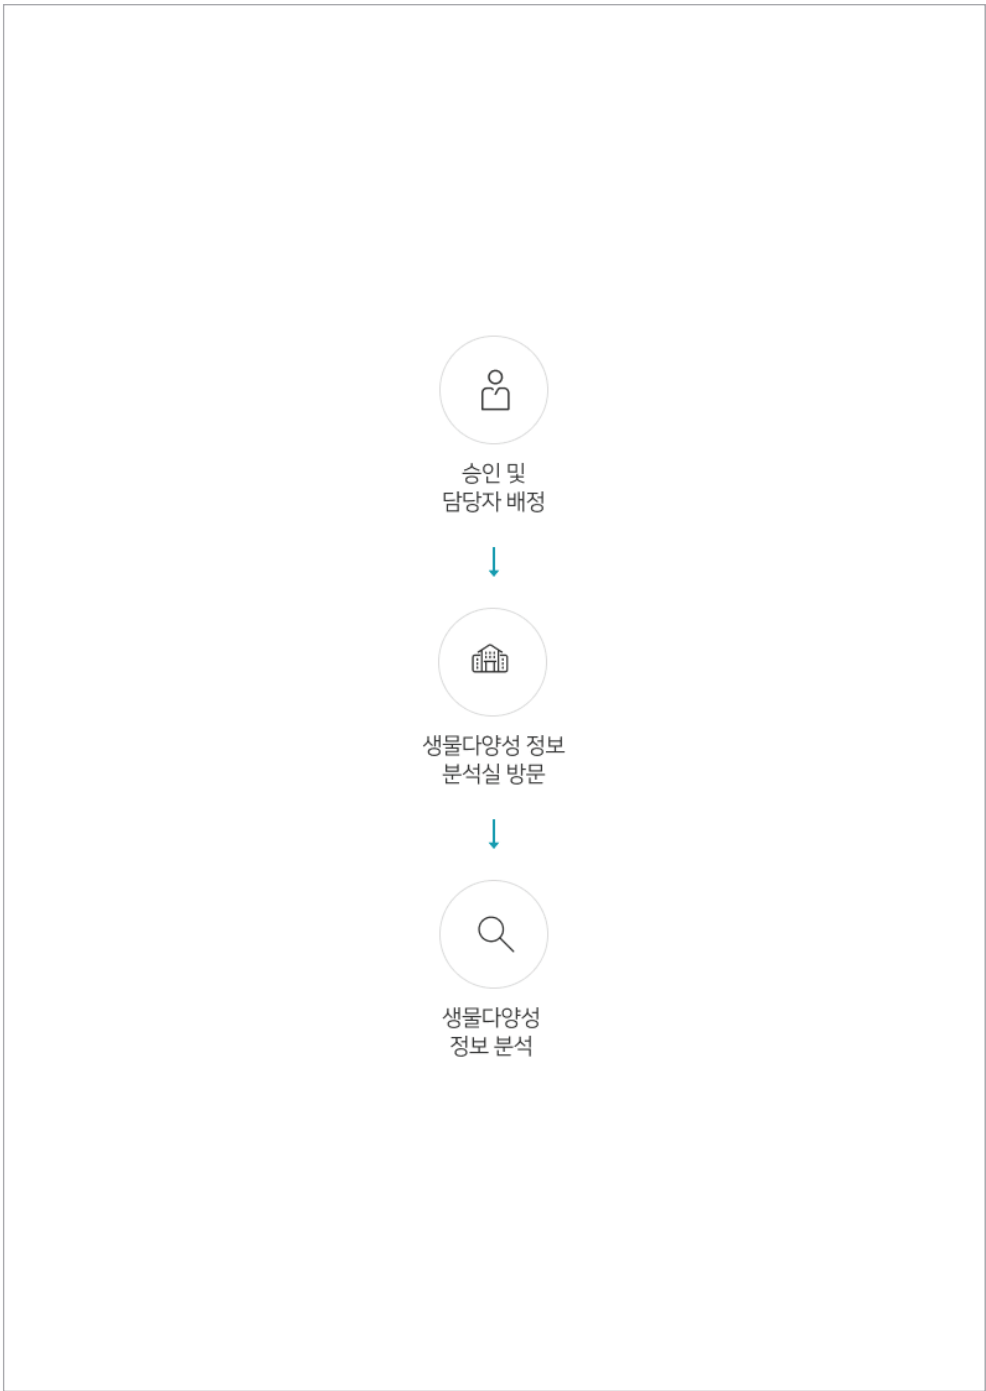 승인 및
담당자 배정
생물다양성 정보
분석실 방문
생물다양성
정보 분석